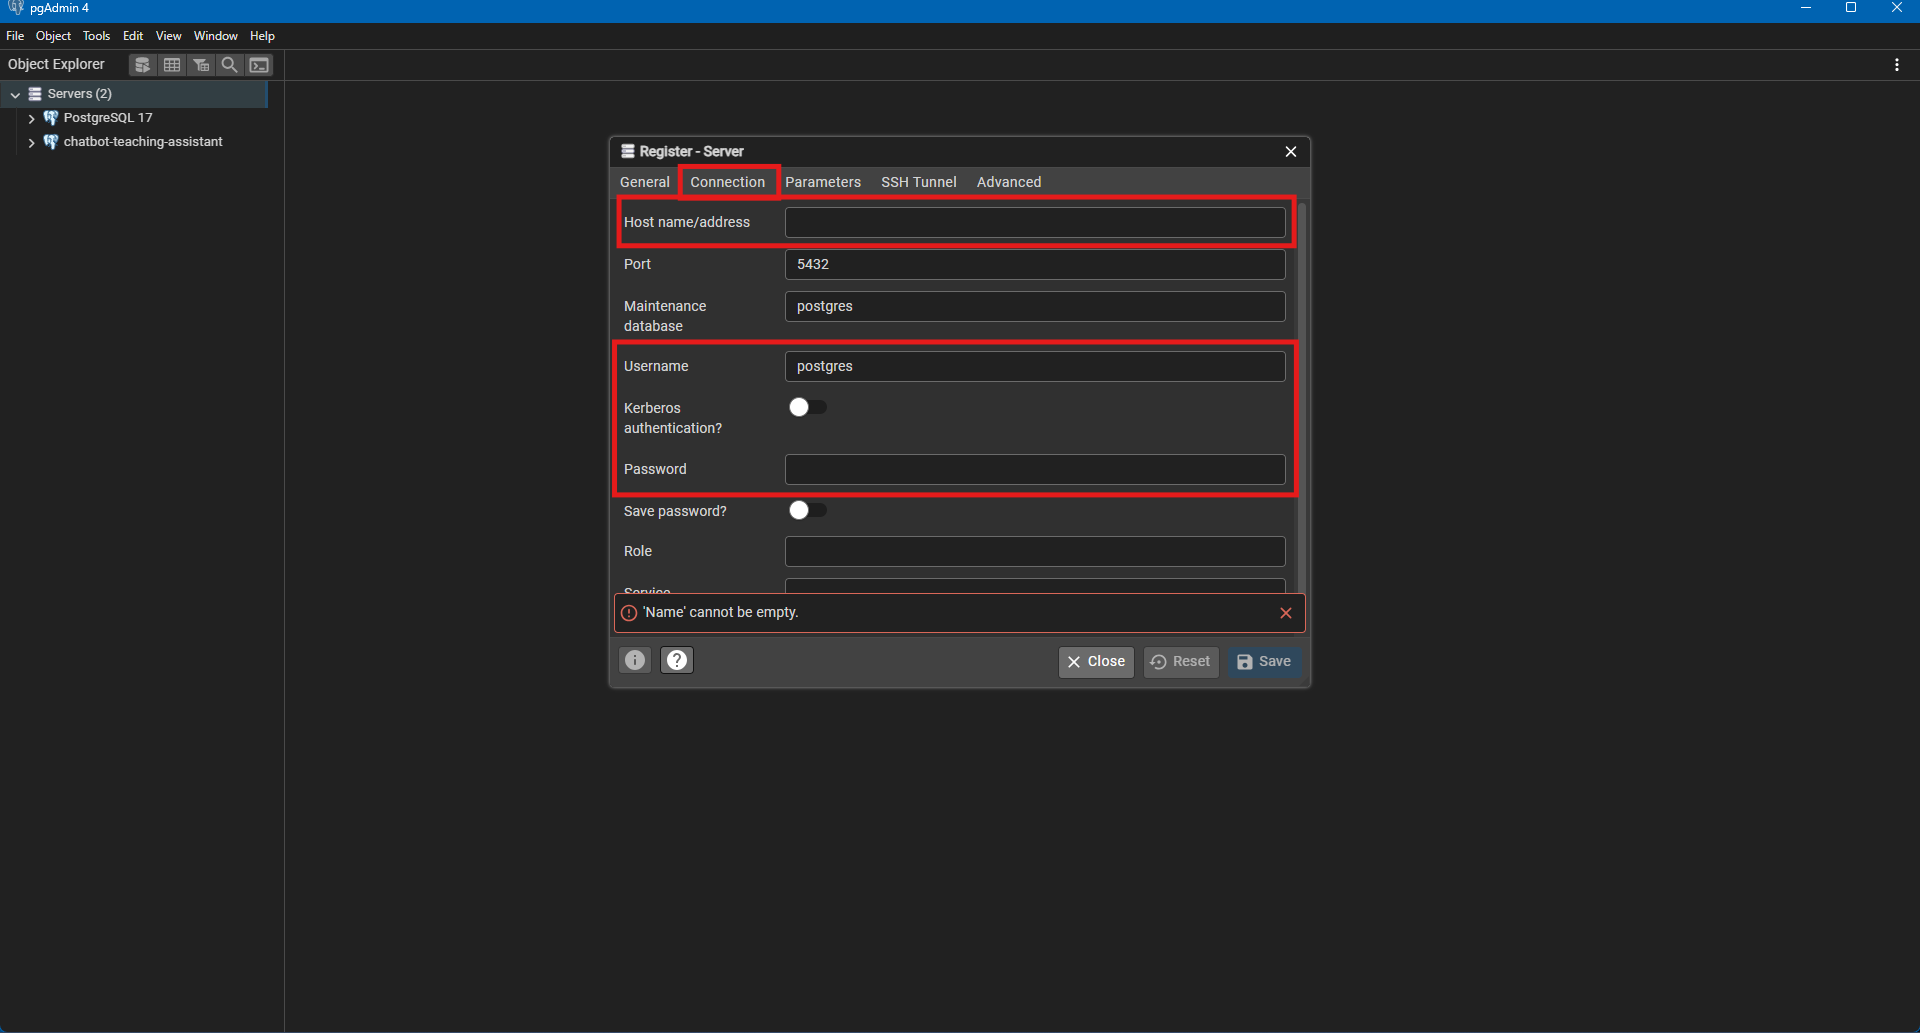 pgAdmin 4
File Object Tools Edit View Window Help
Object Explorer
Servers (2)
PostgreSQL 17
chatbot-teaching-assistant
Register - Server
General Connection Parameters SSH Tunnel Advanced
Host name/address
Port 5432
Maintenance database postgres
Username postgres
Kerberos authentication?
Password
Save password?
Role
Service
'Name' cannot be empty.
Close Reset Save